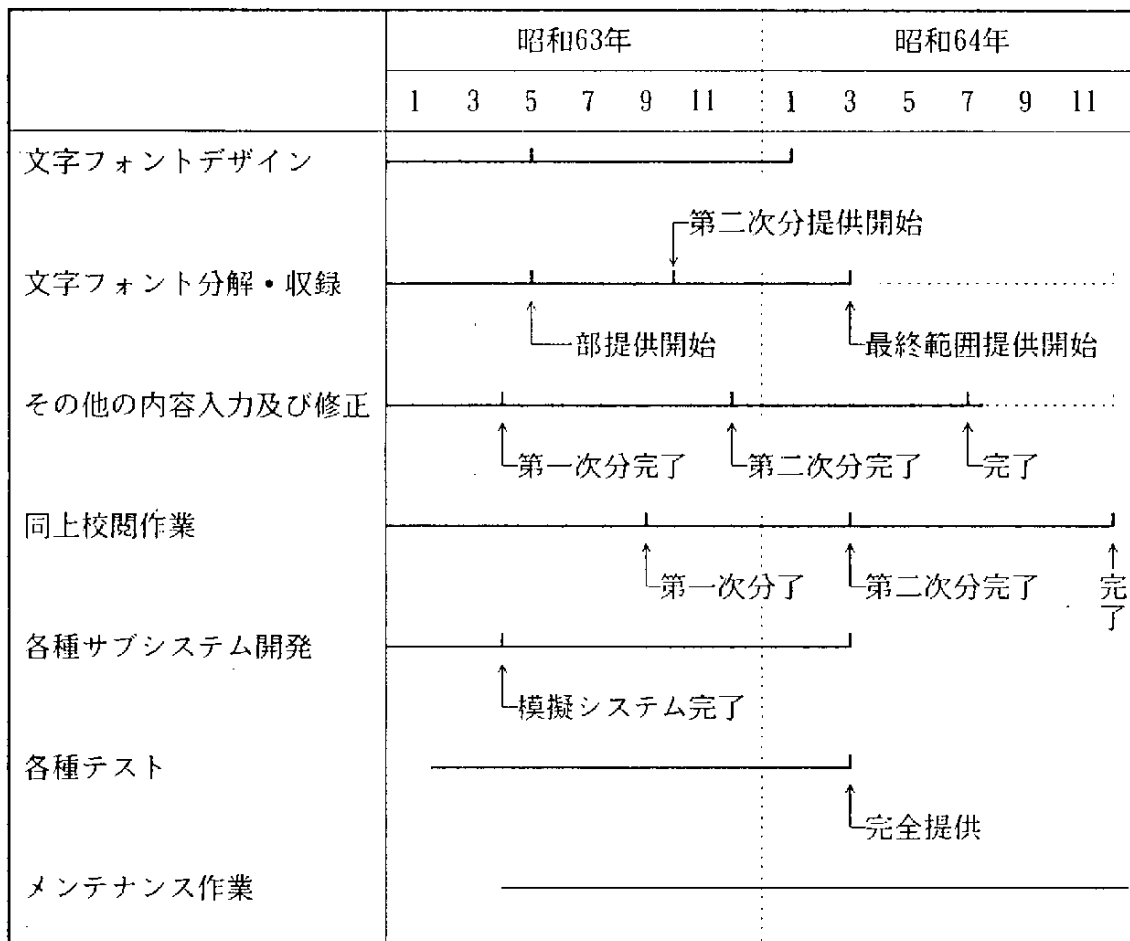 昭和63年 昭和64年
1 3 5 7 9 11 1 3 5 7 9 11
文字フォントデザイン
第二次分提供開始
文字フォント分解・収録
部提供開始 最終範囲提供開始
その他の内容入力及び修正
第一次分完了 第二次分完了 完了
同上校閲作業
第一次分了 第二次分完了 完了
各種サブシステム開発
模擬システム完了
各種テスト
完全提供
メンテナンス作業